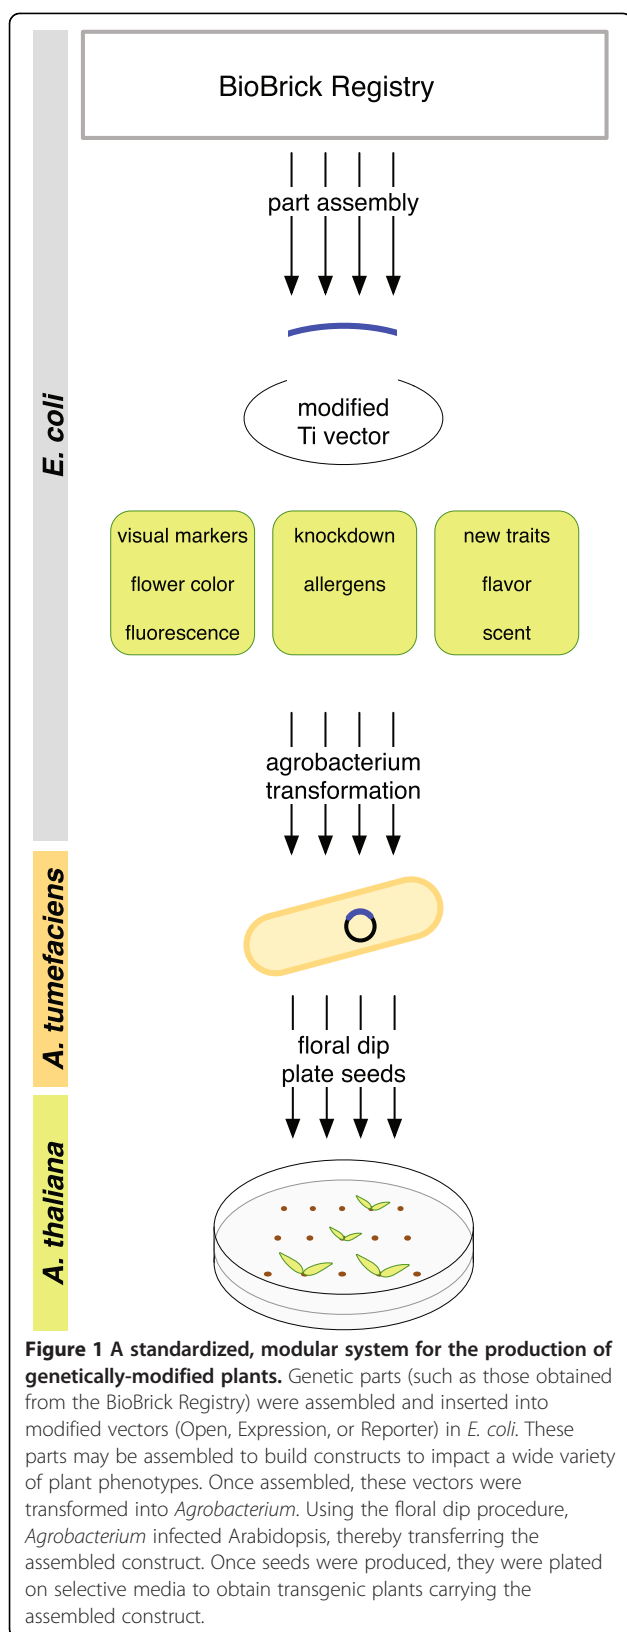 BioBrick Registry
part assembly
E. coli
modified
Ti vector
visual markers
flower color
fluorescence
knockdown
allergens
new traits
flavor
scent
agrobacterium
transformation
A. tumefaciens
floral dip
plate seeds
A. thaliana
Figure 1 A standardized, modular system for the production of
genetically-modified plants. Genetic parts (such as those obtained
from the BioBrick Registry) were assembled and inserted into
modified vectors (Open, Expression, or Reporter) in E. coli. These
parts may be assembled to build constructs to impact a wide variety
of plant phenotypes. Once assembled, these vectors were
transformed into Agrobacterium. Using the floral dip procedure,
Agrobacterium infected Arabidopsis, thereby transferring the
assembled construct. Once seeds were produced, they were plated
on selective media to obtain transgenic plants carrying the
assembled construct.